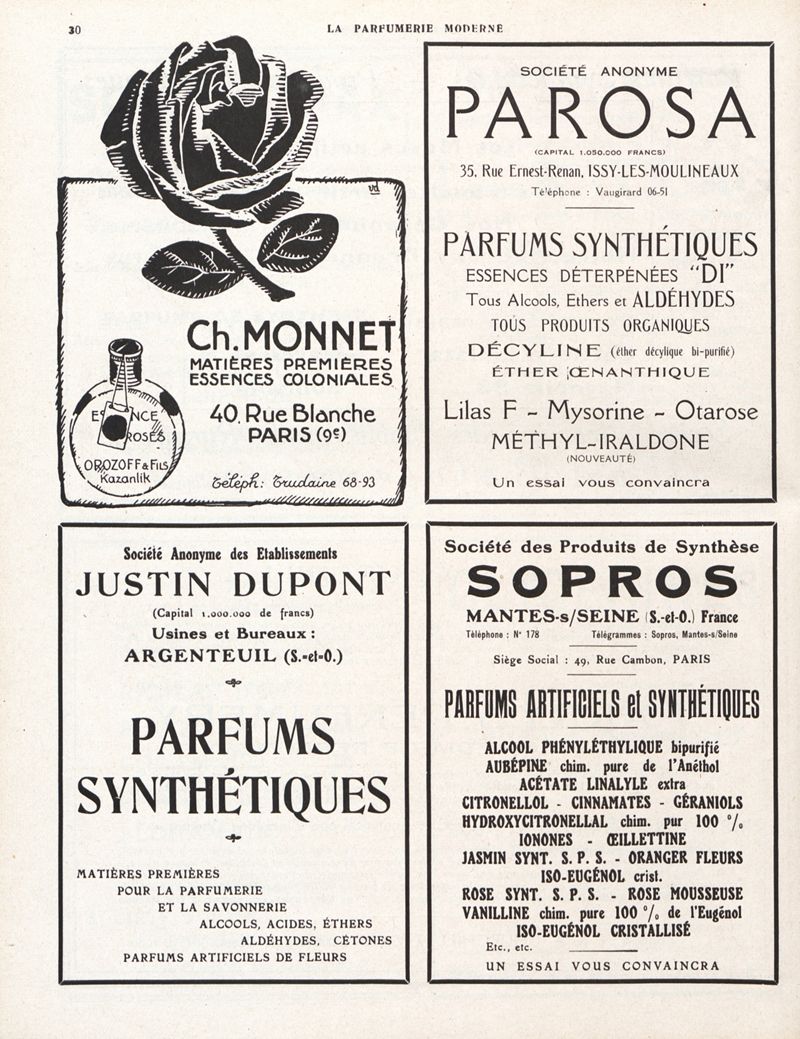 30
LA PARFUMERIE MODERNE
vd
Ch. MONNET
MATIÈRES PREMIÈRES
ESSENCES COLONIALES
40, Rue Blanche
PARIS (9e)
Téléph: Trudaine 68-93
ES NCE
ROSES
OROZOFF & FILS
Kazanlik
SOCIÉTÉ ANONYME
PAROSA
(CAPITAL 1.050.000 FRANCS)
35, Rue Ernest-Renan, ISSY-LES-MOULINEAUX
Téléphone : Vaugirard 06-51
PARFUMS SYNTHÉTIQUES
ESSENCES DÉTERPÉNÉES "DI"
Tous Alcools, Ethers et ALDÉHYDES
TOUS PRODUITS ORGANIQUES
DÉCYLINE (éther décylique bi-purifié)
ÉTHER ŒNANTHIQUE
Lilas F - Mysorine - Otarose
MÉTHYL-IRALDONE
(NOUVEAUTÉ)
Un essai vous convaincra
Société Anonyme des Etablissements
JUSTIN DUPONT
(Capital 1.000.000 de francs)
Usines et Bureaux :
ARGENTEUIL (S.-et-O.)
PARFUMS
SYNTHÉTIQUES
MATIÈRES PREMIÈRES
POUR LA PARFUMERIE
ET LA SAVONNERIE
ALCOOLS, ACIDES, ÉTHERS
ALDÉHYDES, CÉTONES
PARFUMS ARTIFICIELS DE FLEURS
Société des Produits de Synthèse
SOPROS
MANTES-s/SEINE (S.-et-O.) France
Téléphone : N° 178 Télégrammes : Sopros, Mantes-s/Seine
Siège Social : 49, Rue Cambon, PARIS
PARFUMS ARTIFICIELS et SYNTHÉTIQUES
ALCOOL PHÉNYLÉTHYLIQUE bipurifié
AUBÉPINE chim. pure de l'Anéthol
ACÉTATE LINALYLE extra
CITRONELLOL - CINNAMATES - GÉRANIOLS
HYDROXYCITRONELLAL chim. pur 100 %
IONONES - ŒILLETTINE
JASMIN SYNT. S. P. S. - ORANGER FLEURS
ISO-EUGÉNOL crist.
ROSE SYNT. S. P. S. - ROSE MOUSSEUSE
VANILLINE chim. pure 100 % de l'Eugénol
ISO-EUGÉNOL CRISTALLISÉ
Etc., etc.
UN ESSAI VOUS CONVAINCRA